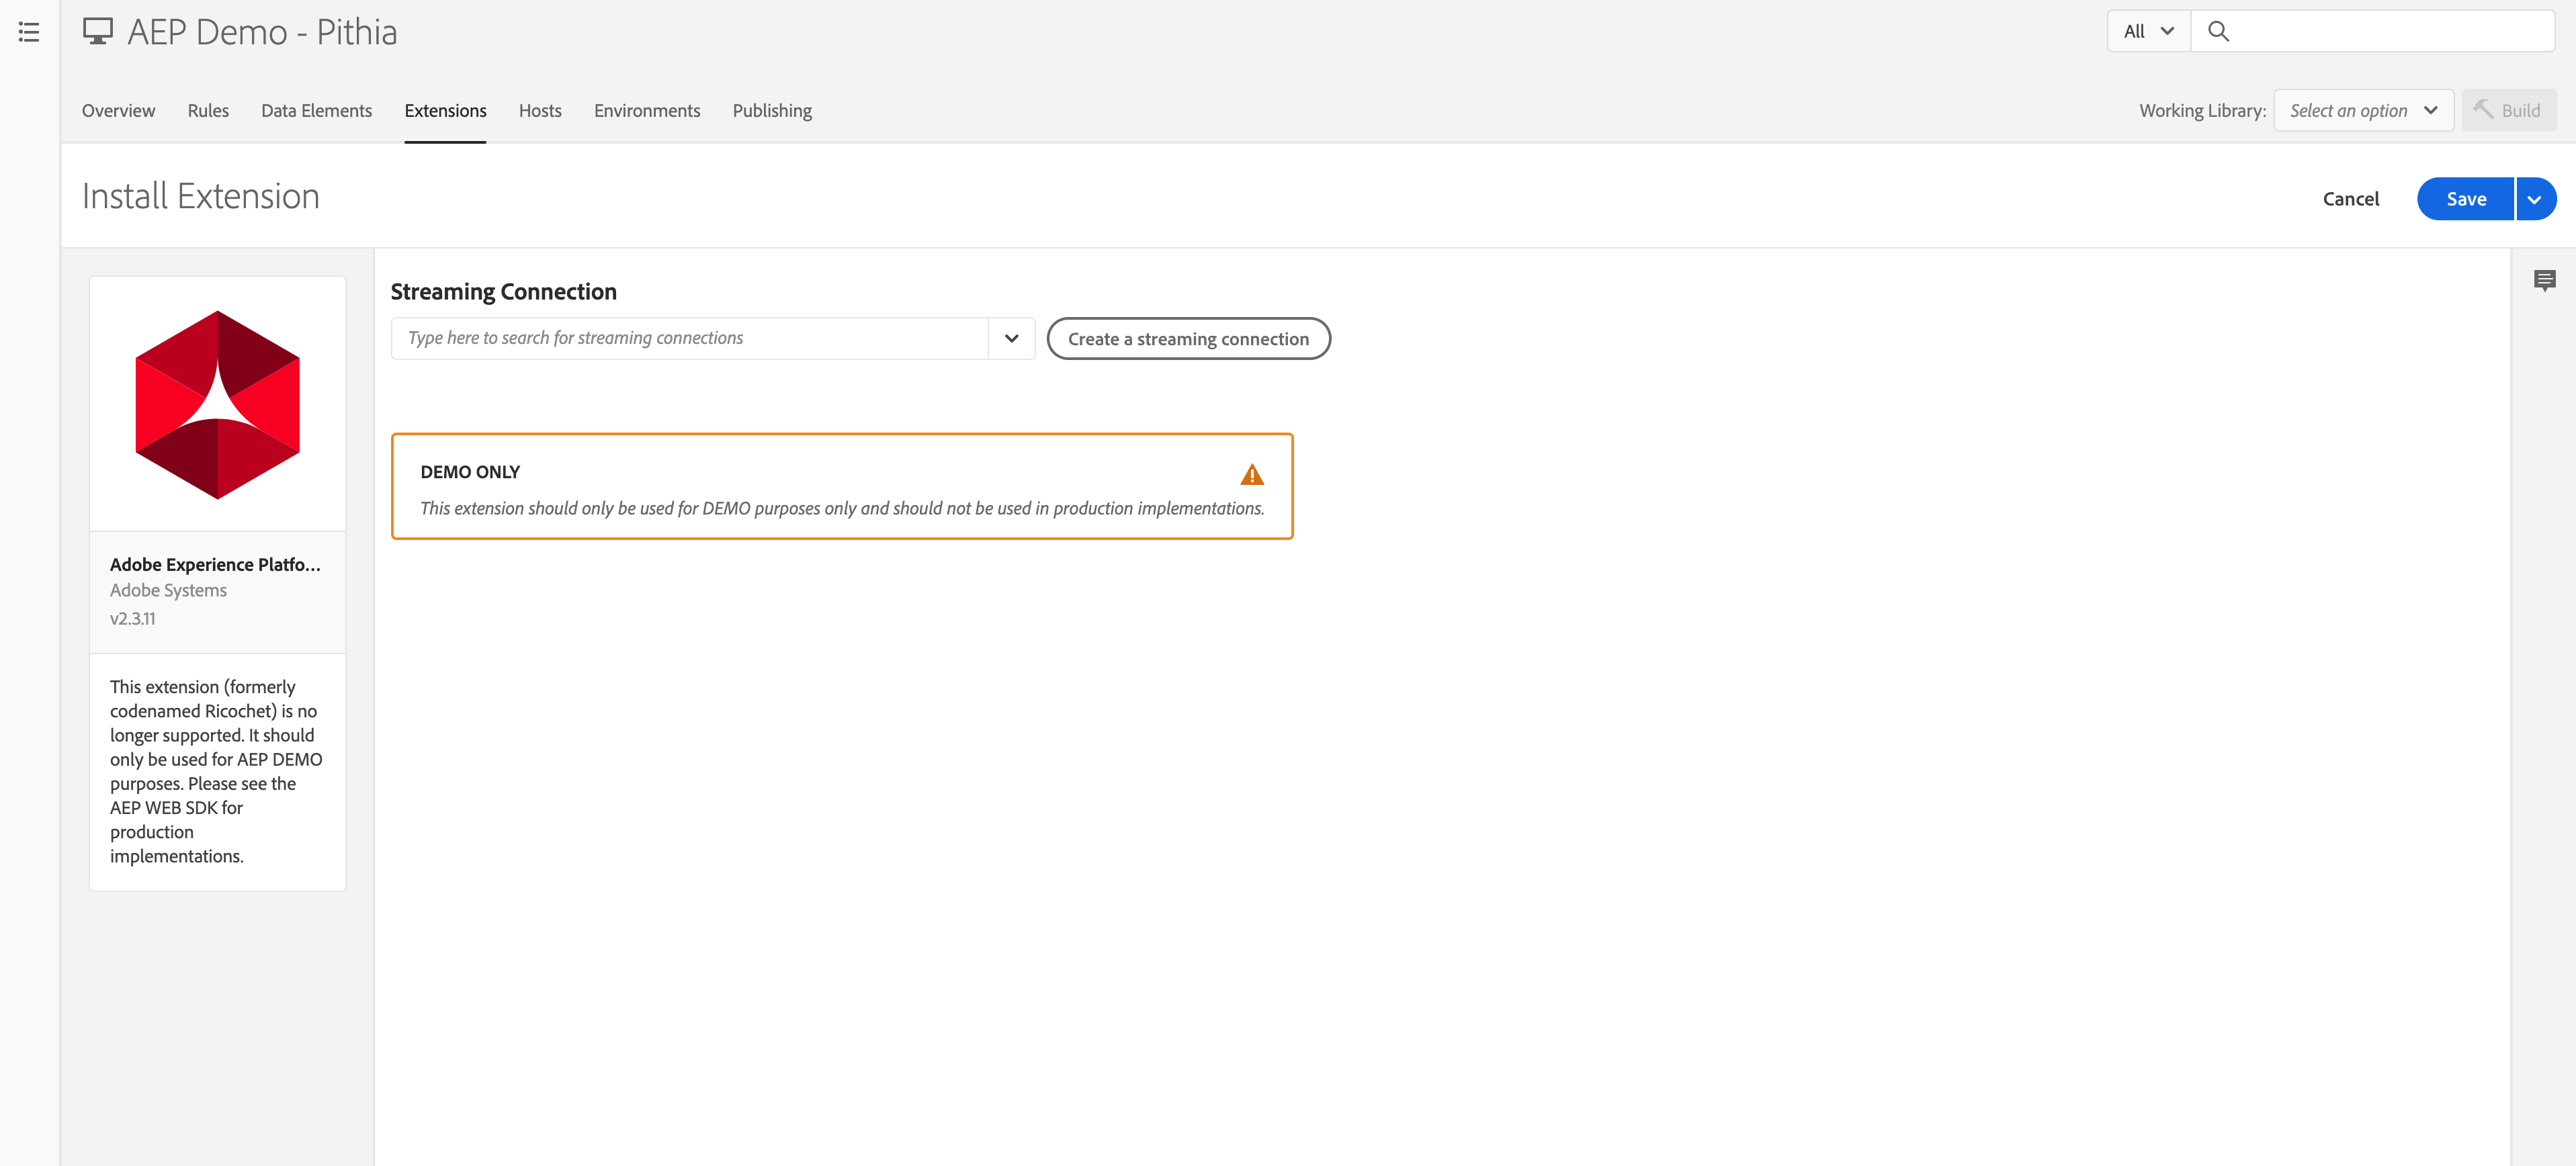 AEP Demo - Pithia
All
Overview Rules Data Elements Extensions Hosts Environments Publishing
Working Library: Select an option Build
Install Extension
Cancel Save
Streaming Connection
Type here to search for streaming connections Create a streaming connection
DEMO ONLY
This extension should only be used for DEMO purposes only and should not be used in production implementations.
Adobe Experience Platfo...
Adobe Systems
v2.3.11
This extension (formerly
codenamed Ricochet) is no
longer supported. It should
only be used for AEP DEMO
purposes. Please see the
AEP WEB SDK for
production
implementations.